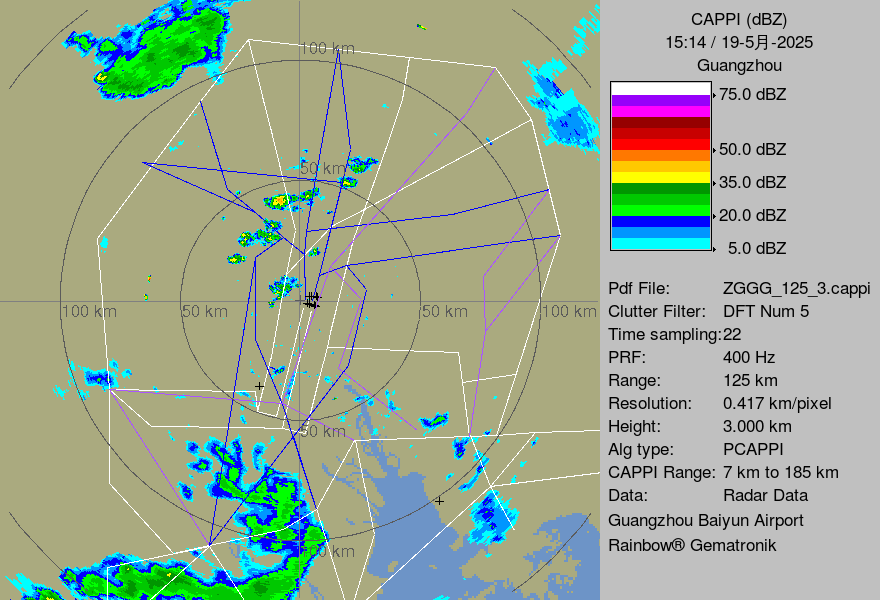 CAPPI (dBZ)
15:14 / 19-5月-2025
Guangzhou
75.0 dBZ
50.0 dBZ
35.0 dBZ
20.0 dBZ
5.0 dBZ
Pdf File: ZGGG_125_3.cappi
Clutter Filter: DFT Num 5
Time sampling:22
PRF: 400 Hz
Range: 125 km
Resolution: 0.417 km/pixel
Height: 3.000 km
Alg type: PCAPPI
CAPPI Range: 7 km to 185 km
Data: Radar Data
Guangzhou Baiyun Airport
Rainbow® Gematronik
100 km
50 km
100 km
50 km
50 km
100 km
50 km
100 km